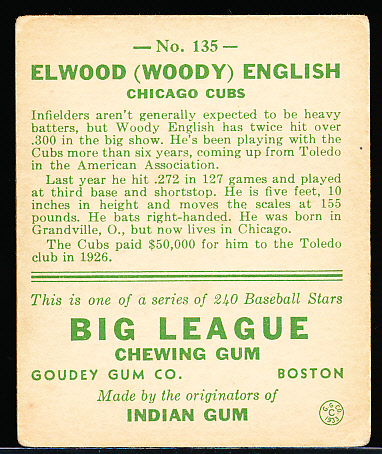 — No. 135 —
ELWOOD (WOODY) ENGLISH
CHICAGO CUBS
Infielders aren't generally expected to be heavy
batters, but Woody English has twice hit over
.300 in the big show. He's been playing with the
Cubs more than six years, coming up from Toledo
in the American Association.
Last year he hit .272 in 127 games and played
at third base and shortstop. He is five feet, 10
inches in height and moves the scales at 155
pounds. He bats right-handed. He was born in
Grandville, O., but now lives in Chicago.
The Cubs paid $50,000 for him to the Toledo
club in 1926.
This is one of a series of 240 Baseball Stars
BIG LEAGUE
CHEWING GUM
GOUDEY GUM CO. BOSTON
Made by the originators of
INDIAN GUM
G. G. CO.
C
1933